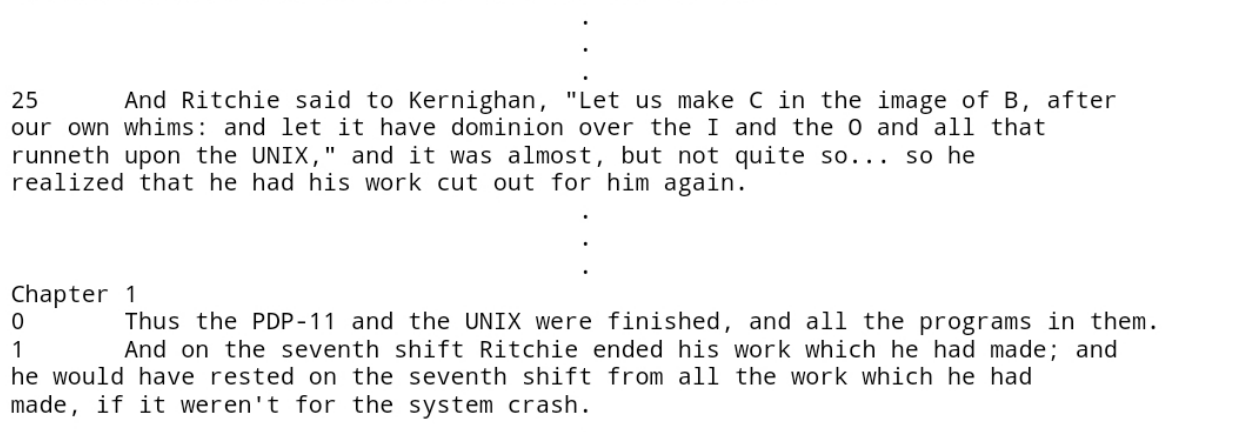 .
.
.
25      And Ritchie said to Kernighan, "Let us make C in the image of B, after
our own whims: and let it have dominion over the I and the O and all that
runneth upon the UNIX," and it was almost, but not quite so... so he
realized that he had his work cut out for him again.
.
.
.
Chapter 1
0       Thus the PDP-11 and the UNIX were finished, and all the programs in them.
1       And on the seventh shift Ritchie ended his work which he had made; and
he would have rested on the seventh shift from all the work which he had
made, if it weren't for the system crash.